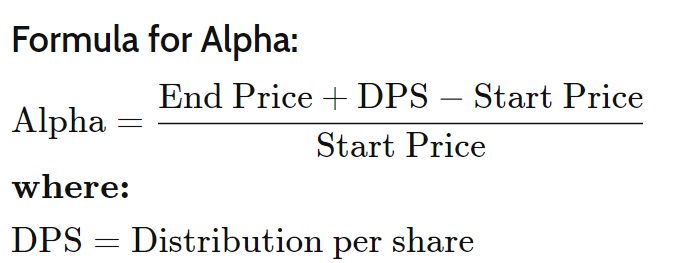 Formula for Alpha:
Alpha = End Price + DPS − Start Price / Start Price
where:
DPS = Distribution per share